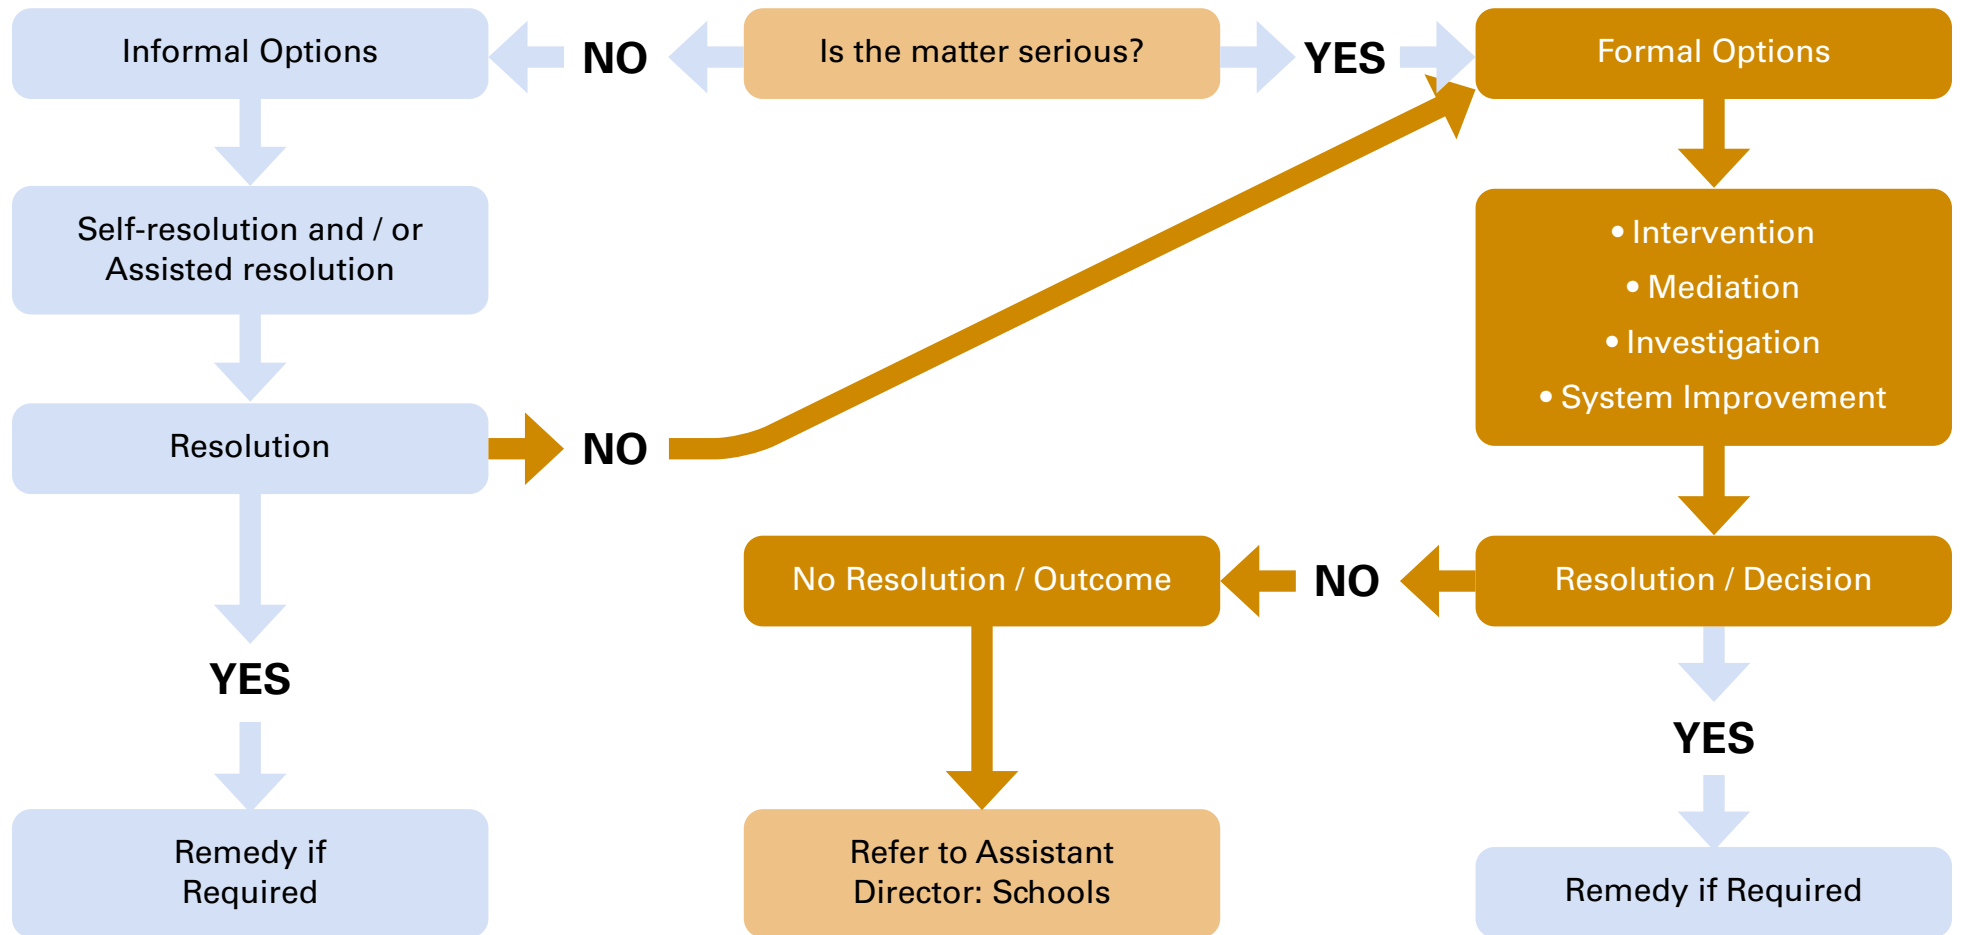 Informal Options
NO
Is the matter serious?
YES
Formal Options
Self-resolution and / or
Assisted resolution
• Intervention
• Mediation
• Investigation
• System Improvement
Resolution
NO
No Resolution / Outcome
NO
Resolution / Decision
YES
YES
Remedy if
Required
Refer to Assistant
Director: Schools
Remedy if Required